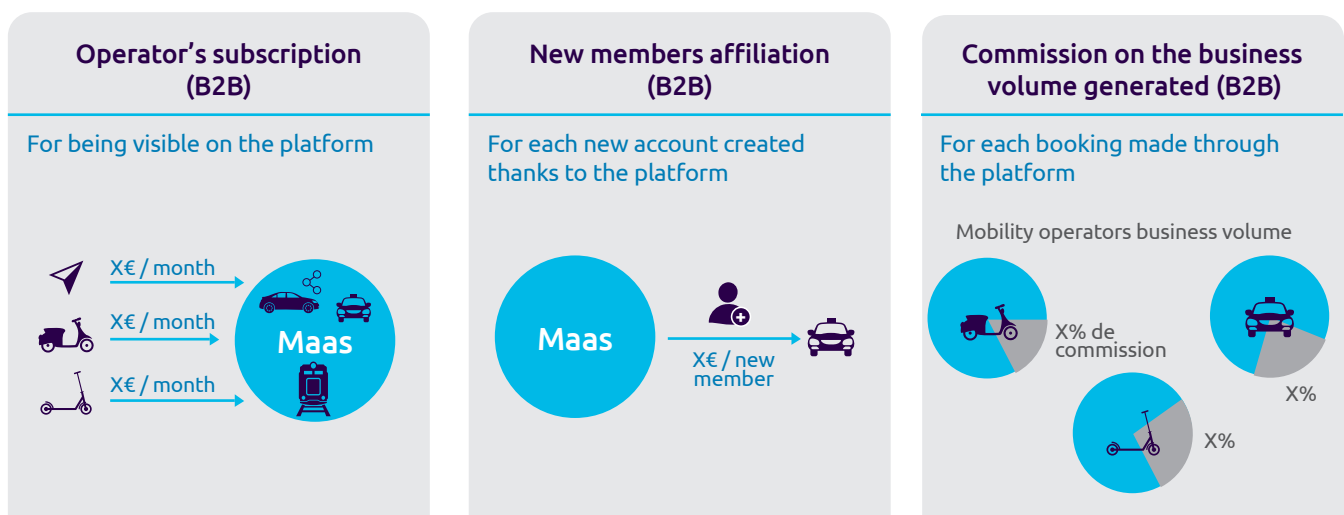 Operator's subscription
(B2B)
For being visible on the platform
X€ / month
X€ / month
X€ / month
Maas
New members affiliation
(B2B)
For each new account created
thanks to the platform
Maas
X€ / new
member
Commission on the business
volume generated (B2B)
For each booking made through
the platform
Mobility operators business volume
X% de
commission
X%
X%